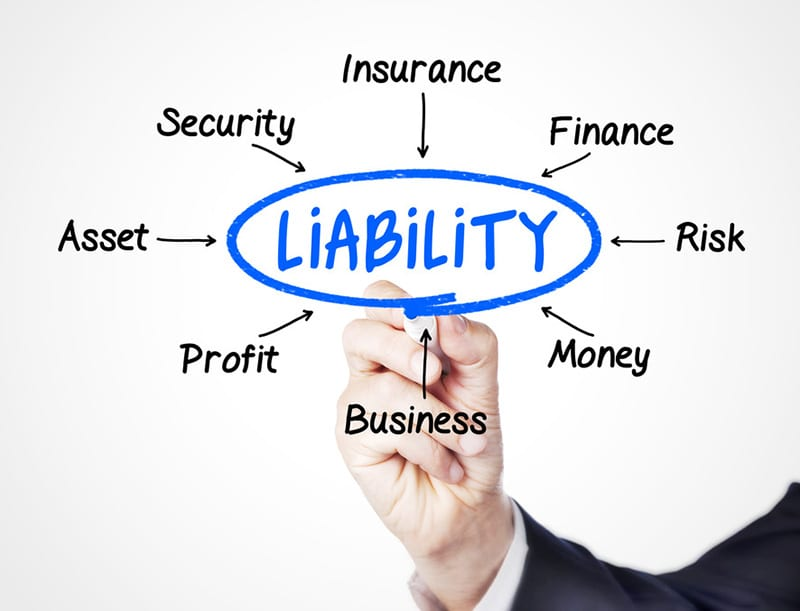 Insurance
Security
Finance
Asset
LiABiLiTY
Risk
Profit
Money
Business